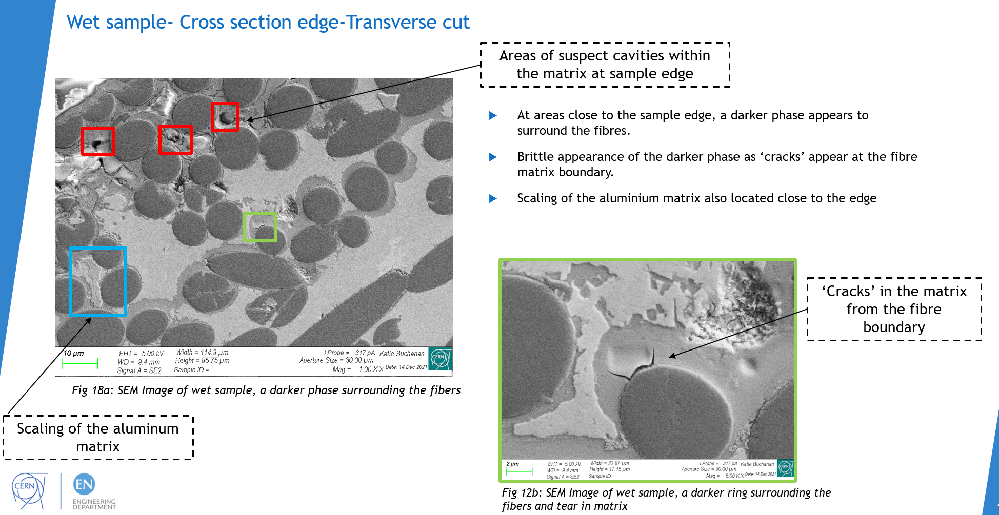 Wet sample- Cross section edge-Transverse cut
Areas of suspect cavities within
the matrix at sample edge
At areas close to the sample edge, a darker phase appears to
surround the fibres.
Brittle appearance of the darker phase as ‘cracks’ appear at the fibre
matrix boundary.
Scaling of the aluminium matrix also located close to the edge
10 µm
EHT = 5.00 kV
WD = 9.4 mm
Signal A = SE2
Width = 114.3 µm
Height = 85.75 µm
Sample ID =
I Probe = 317 pA
Aperture Size = 30.00 µm
Mag = 1.00 K X
Katie Buchanan
Date: 14 Dec 2021
CERN
Fig 18a: SEM Image of wet sample, a darker phase surrounding the fibers
Scaling of the aluminum
matrix
‘Cracks’ in the matrix
from the fibre
boundary
2 µm
EHT = 5.00 kV
WD = 9.4 mm
Signal A = SE2
Width = 22.87 µm
Height = 17.15 µm
Sample ID =
I Probe = 317 pA
Aperture Size = 30.00 µm
Mag = 5.00 K X
Katie Buchanan
Date: 14 Dec 2021
CERN
Fig 12b: SEM Image of wet sample, a darker ring surrounding the
fibers and tear in matrix
CERN
EN
ENGINEERING
DEPARTMENT